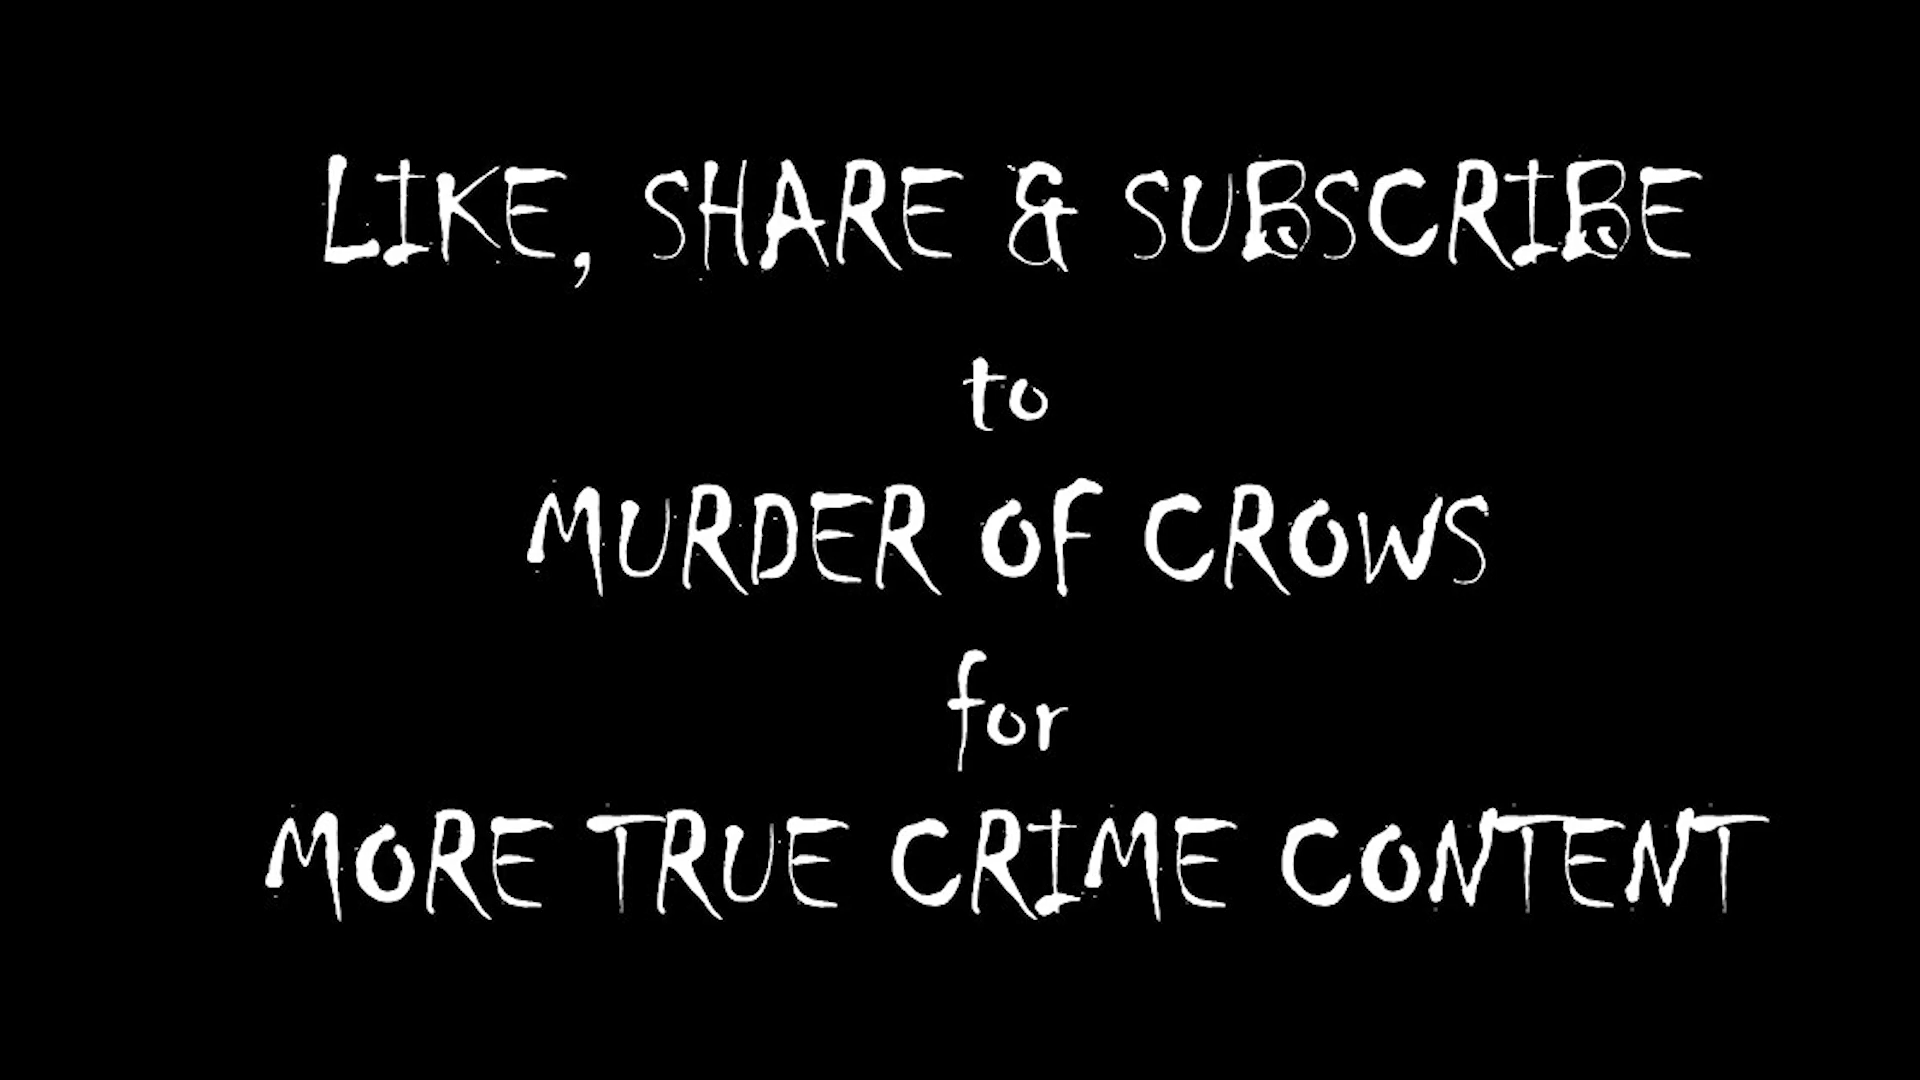 LIKE, SHARE & SUBSCRIBE
to
MURDER OF CROWS
for
MORE TRUE CRIME CONTENT